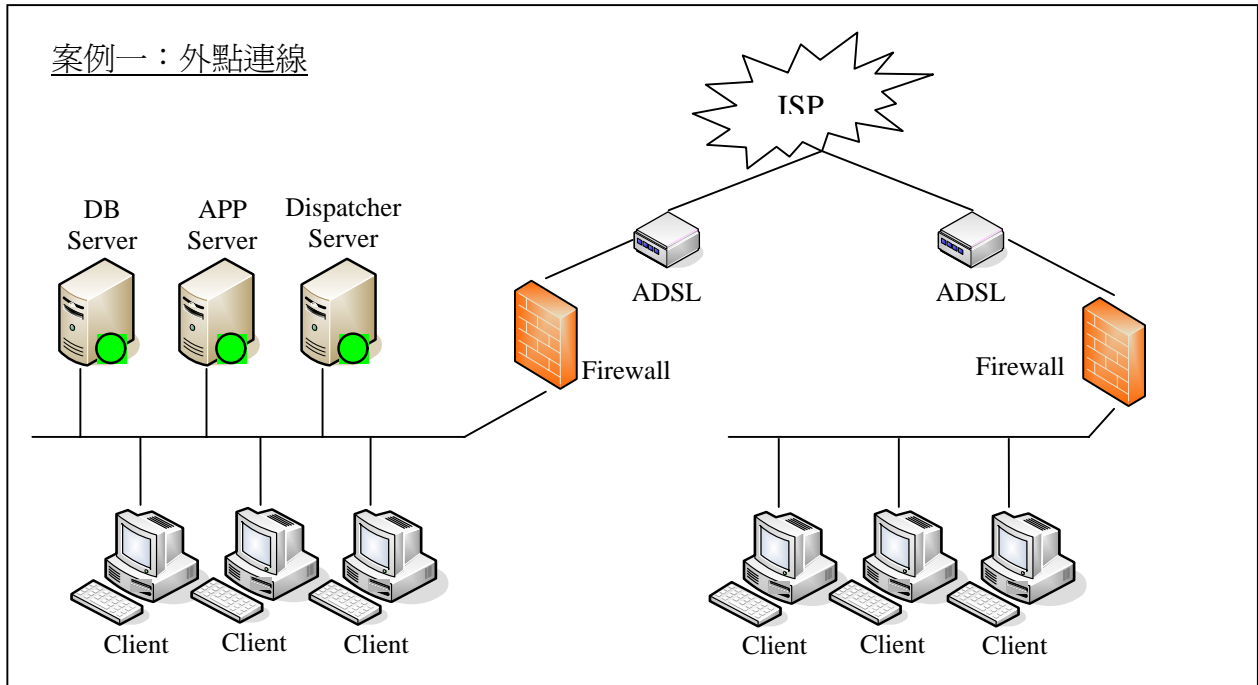 案例一：外點連線
ISP
DB
Server
APP
Server
Dispatcher
Server
ADSL
ADSL
Firewall
Firewall
Client
Client
Client
Client
Client
Client